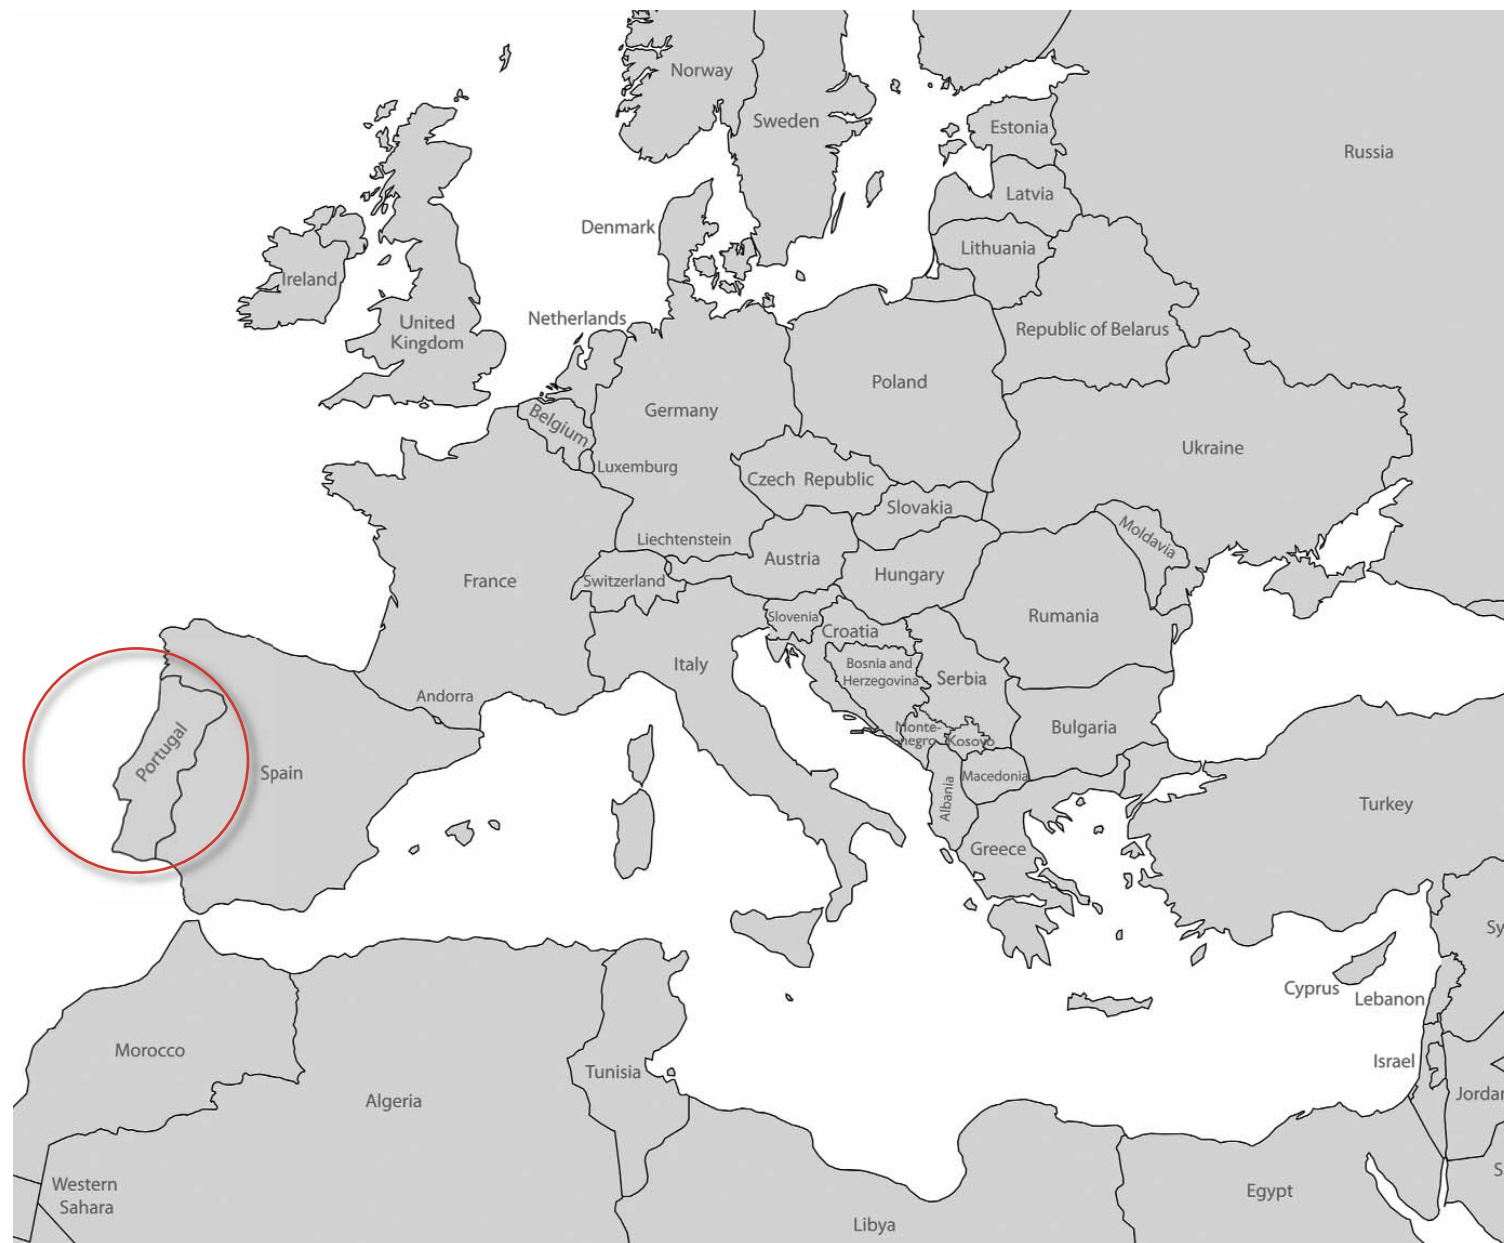 Norway
Sweden
Estonia
Russia
Latvia
Denmark
Lithuania
Ireland
United
Kingdom
Netherlands
Republic of Belarus
Poland
Germany
Belgium
Ukraine
Luxemburg
Czech Republic
Slovakia
Moldavia
Liechtenstein
Austria
France
Switzerland
Hungary
Rumania
Slovenia
Croatia
Italy
Bosnia and
Herzegovina
Serbia
Andorra
Portugal
Spain
Monte-
negro
Kosovo
Bulgaria
Macedonia
Albania
Turkey
Greece
Sy
Cyprus
Lebanon
Morocco
Israel
Tunisia
Algeria
Jordan
Western
Sahara
Egypt
S
Libya